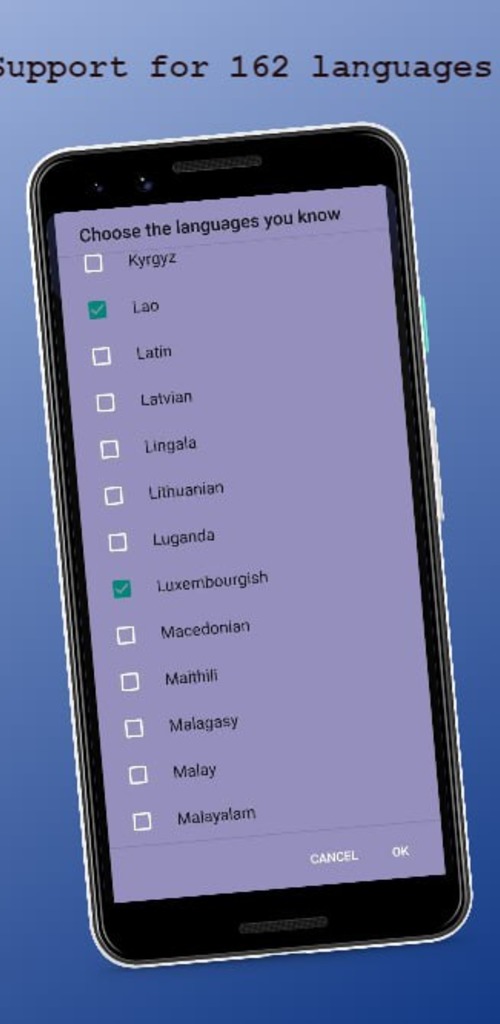 Support for 162 languages
Choose the languages you know
Kyrgyz
Lao
Latin
Latvian
Lingala
Lithuanian
Luganda
Luxembourgish
Macedonian
Maithili
Malagasy
Malay
Malayalam
CANCEL OK